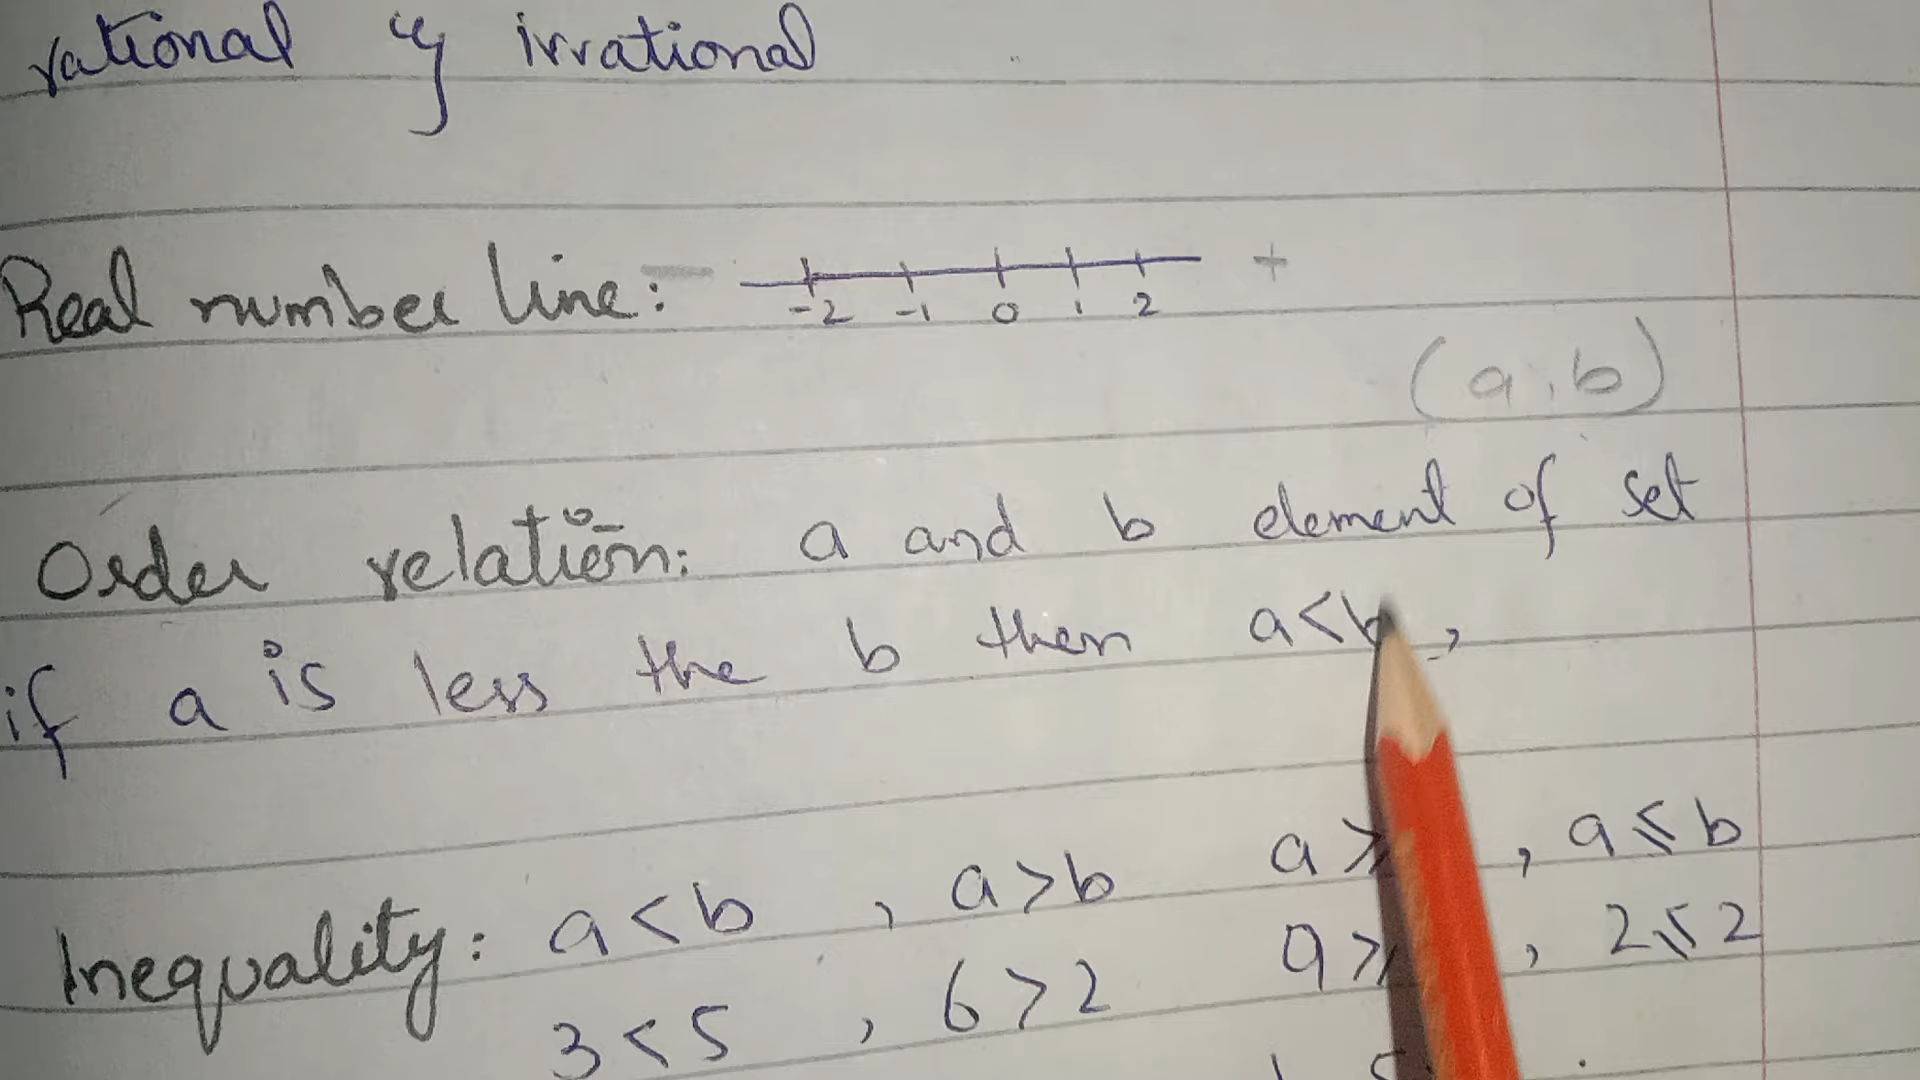 rational & irrational
Real number line: - -2 -1 0 1 2 +
(a, b)
Order relation: a and b element of set
if a is less the b then a<b,
Inequality: a<b , a>b a≥ , a≤b
3<5 , 6>2 9≥ , 2≤2